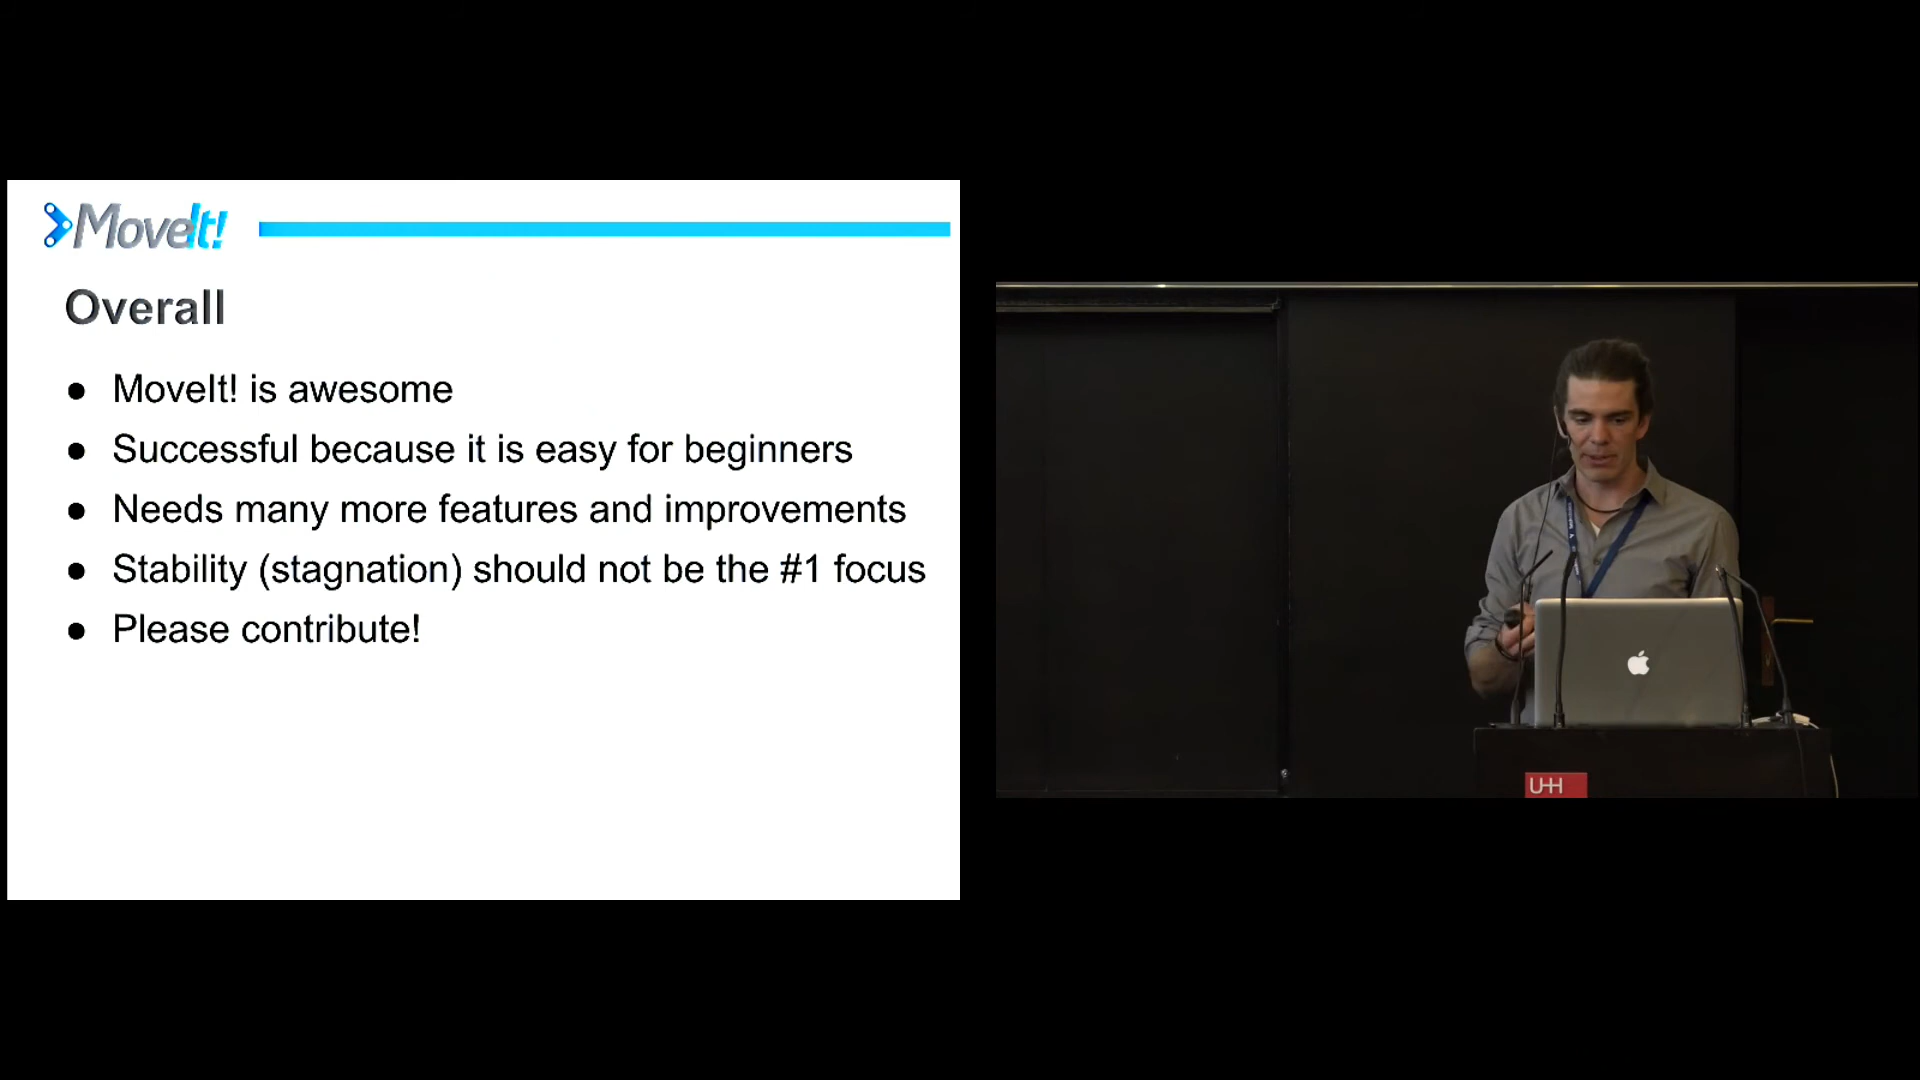 MoveIt!
Overall
● MoveIt! is awesome
● Successful because it is easy for beginners
● Needs many more features and improvements
● Stability (stagnation) should not be the #1 focus
● Please contribute!
UHH